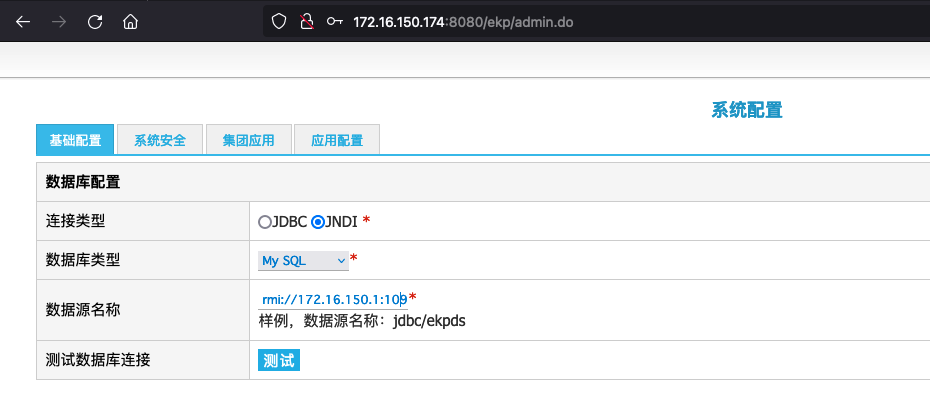 172.16.150.174:8080/ekp/admin.do
系统配置
基础配置 系统安全 集团应用 应用配置
数据库配置
连接类型 JDBC JNDI *
数据库类型 My SQL *
数据源名称 rmi://172.16.150.1:109*
样例，数据源名称：jdbc/ekpds
测试数据库连接 测试